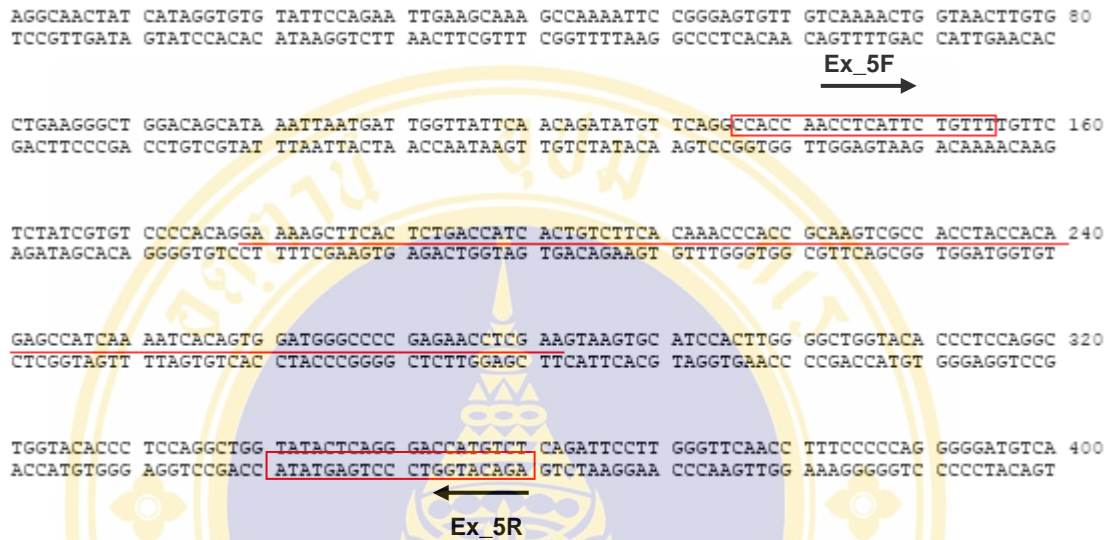 AGGCAACTAT CATAGGTGTG TATTCCAGAA TTGAAGCAAA GCCAAAATTC CGGGAGTGTT GTCAAAACTG GTAACTTGTG 80
TCCGTTGATA GTATCCACAC ATAAGGTCTT AACTTCGTTT CGGTTTTAAG GCCCTCACAA CAGTTTTGAC CATTGAACAC
Ex_5F
CTGAAGGGCT GGACAGCATA AATTAATGAT TGGTTATTCA ACAGATATGT TCAGGCCACC AACCTCATTC TGTTTTGTTC 160
GACTTCCCGA CCTGTCGTAT TTAATTACTA ACCAATAAGT TGTCTATACA AGTCCGGTGG TTGGAGTAAG ACAAAACAAG
TCTATCGTGT CCCCACAGGA AAAGCTTCAC TCTGACCATC ACTGTCTTCA CAAACCCACC GCAAGTCGCC ACCTACCACA 240
AGATAGCACA GGGGTGTCCT TTTCGAAGTG AGACTGGTAG TGACAGAAGT GTTTGGGTGG CGTTCAGCGG TGGATGGTGT
GAGCCATCAA AATCACAGTG GATGGGCCCC GAGAACCTCG AAGTAAGTGC ATCCACTTGG GGCTGGTACA CCCTCCAGGC 320
CTCGGTAGTT TTAGTGTCAC CTACCCGGGG CTCTTGGAGC TTCATTCACG TAGGTGAACC CCGACCATGT GGGAGGTCCG
TGGTACACCC TCCAGGCTGG TATACTCAGG GACCATGTCT CAGATTCCTT GGGTTCAACC TTTCCCCCAG GGGGATGTCA 400
ACCATGTGGG AGGTCCGACC ATATGAGTCC CTGGTACAGA GTCTAAGGAA CCCAAGTTGG AAAGGGGGTC CCCCTACAGT
Ex_5R